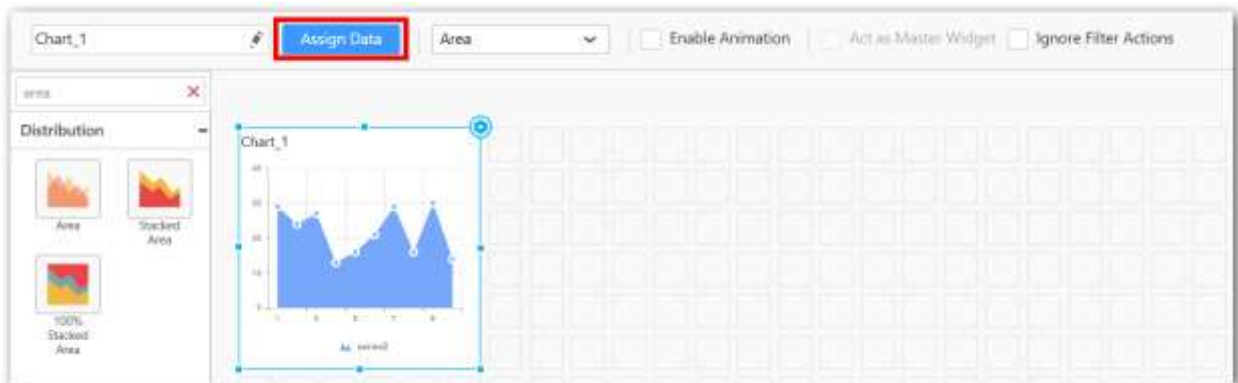 Chart_1
Assign Data
Area
Enable Animation
Act as Master Widget
Ignore Filter Actions
area
Distribution
Area
Stacked
Area
100%
Stacked
Area
Chart_1